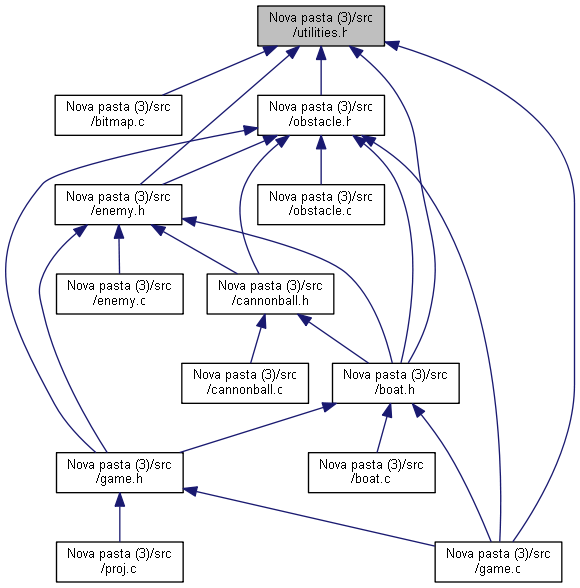 Nova pasta (3)/src
/utilities.h
Nova pasta (3)/src
/bitmap.c
Nova pasta (3)/src
/obstacle.h
Nova pasta (3)/src
/enemy.h
Nova pasta (3)/src
/obstacle.c
Nova pasta (3)/src
/enemy.c
Nova pasta (3)/src
/cannonball.h
Nova pasta (3)/src
/cannonball.c
Nova pasta (3)/src
/boat.h
Nova pasta (3)/src
/game.h
Nova pasta (3)/src
/boat.c
Nova pasta (3)/src
/proj.c
Nova pasta (3)/src
/game.c